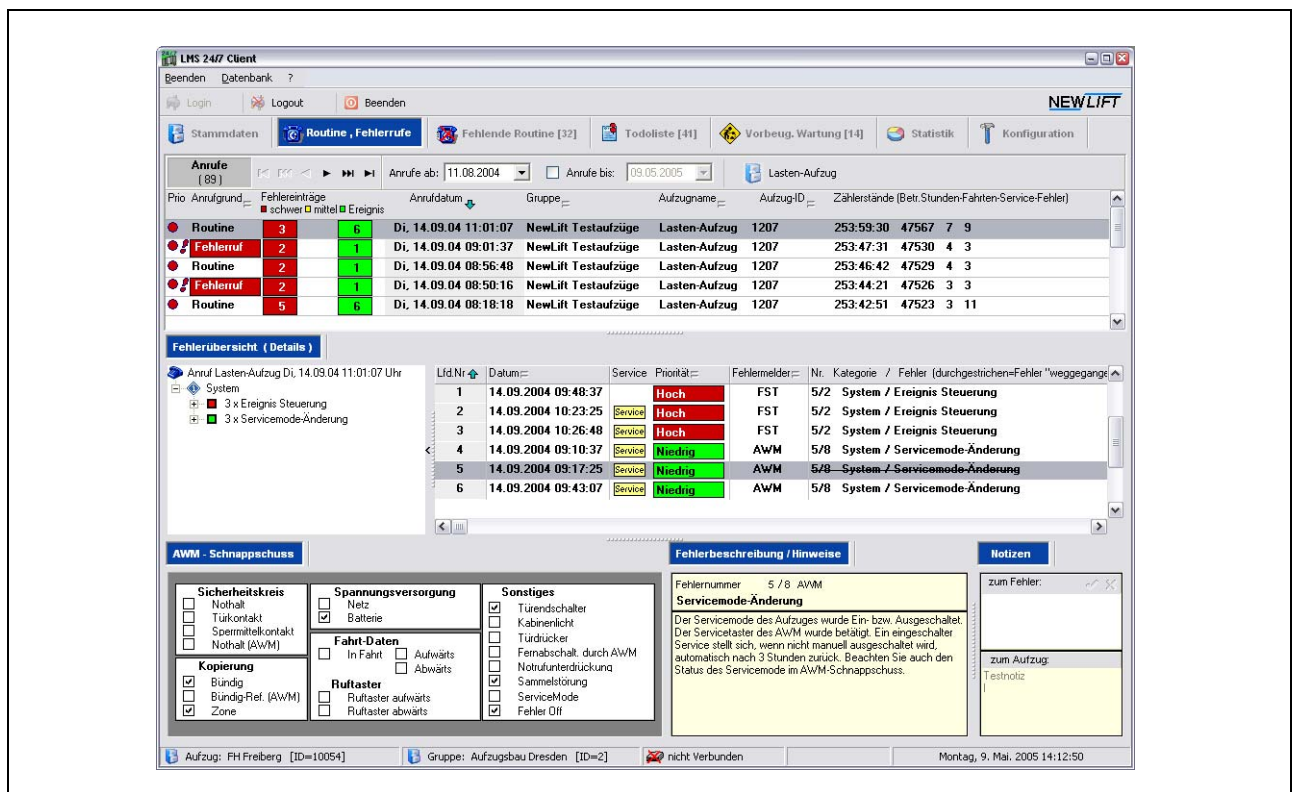 LMS 24/7 Client
Beenden Datenbank ?
Login Logout Beenden NEWLIFT
Stammdaten Routine , Fehlerrufe Fehlende Routine [32] Todoliste [41] Vorbeug. Wartung [14] Statistik Konfiguration
Anrufe [ 89 ] Anrufe ab: 11.08.2004 Anrufe bis: 09.05.2005 Lasten-Aufzug
Prio Anrufgrund Fehlereinträge Anrufdatum Gruppe Aufzugname Aufzug-ID Zählerstände (Betr.Stunden-Fahrten-Service-Fehler)
schwer mittel Ereignis
Routine 3 6 Di, 14.09.04 11:01:07 NewLift Testaufzüge Lasten-Aufzug 1207 253:59:30 47567 7 9
Fehlerruf 2 1 Di, 14.09.04 09:01:37 NewLift Testaufzüge Lasten-Aufzug 1207 253:47:31 47530 4 3
Routine 2 1 Di, 14.09.04 08:56:48 NewLift Testaufzüge Lasten-Aufzug 1207 253:46:42 47529 4 3
Fehlerruf 2 1 Di, 14.09.04 08:50:16 NewLift Testaufzüge Lasten-Aufzug 1207 253:44:21 47526 3 3
Routine 5 6 Di, 14.09.04 08:18:18 NewLift Testaufzüge Lasten-Aufzug 1207 253:42:51 47523 3 11
Fehlerübersicht ( Details )
Anruf Lasten-Aufzug Di, 14.09.04 11:01:07 Uhr
System
3 x Ereignis Steuerung
3 x Servicemode-Änderung
Lfd.Nr Datum Service Priorität Fehlermelder Nr. Kategorie / Fehler (durchgestrichen=Fehler "weggegange
1 14.09.2004 09:48:37 Hoch FST 5/2 System / Ereignis Steuerung
2 14.09.2004 10:23:25 Service Hoch FST 5/2 System / Ereignis Steuerung
3 14.09.2004 10:26:48 Service Hoch FST 5/2 System / Ereignis Steuerung
4 14.09.2004 09:10:37 Service Niedrig AWM 5/8 System / Servicemode-Änderung
5 14.09.2004 09:17:25 Service Niedrig AWM 5/8 System / Servicemode-Änderung
6 14.09.2004 09:43:07 Service Niedrig AWM 5/8 System / Servicemode-Änderung
AWM - Schnappschuss
Sicherheitskreis
Nothalt
Türkontakt
Sperrmittelkontakt
Nothalt (AWM)
Kopierung
Bündig
Bündig-Ref. (AWM)
Zone
Spannungsversorgung
Netz
Batterie
Fahrt-Daten
In Fahrt Aufwärts
Abwärts
Ruftaster
Ruftaster aufwärts
Ruftaster abwärts
Sonstiges
Türendschalter
Kabinenlicht
Türdrücker
Fernabschalt. durch AWM
Notrufunterdrückung
Sammelstörung
ServiceMode
Fehler Off
Fehlerbeschreibung / Hinweise
Fehlernummer 5 / 8 AWM
Servicemode-Änderung
Der Servicemode des Aufzuges wurde Ein- bzw. Ausgeschaltet.
Der Servicetaster des AWM wurde betätigt. Ein eingeschalter
Service stellt sich, wenn nicht manuell ausgeschaltet wird,
automatisch nach 3 Stunden zurück. Beachten Sie auch den
Status des Servicemode im AWM-Schnappschuss.
Notizen
zum Fehler:
zum Aufzug:
Testnotiz
Aufzug: FH Freiberg [ID=10054] Gruppe: Aufzugsbau Dresden [ID=2] nicht Verbunden Montag, 9. Mai. 2005 14:12:50